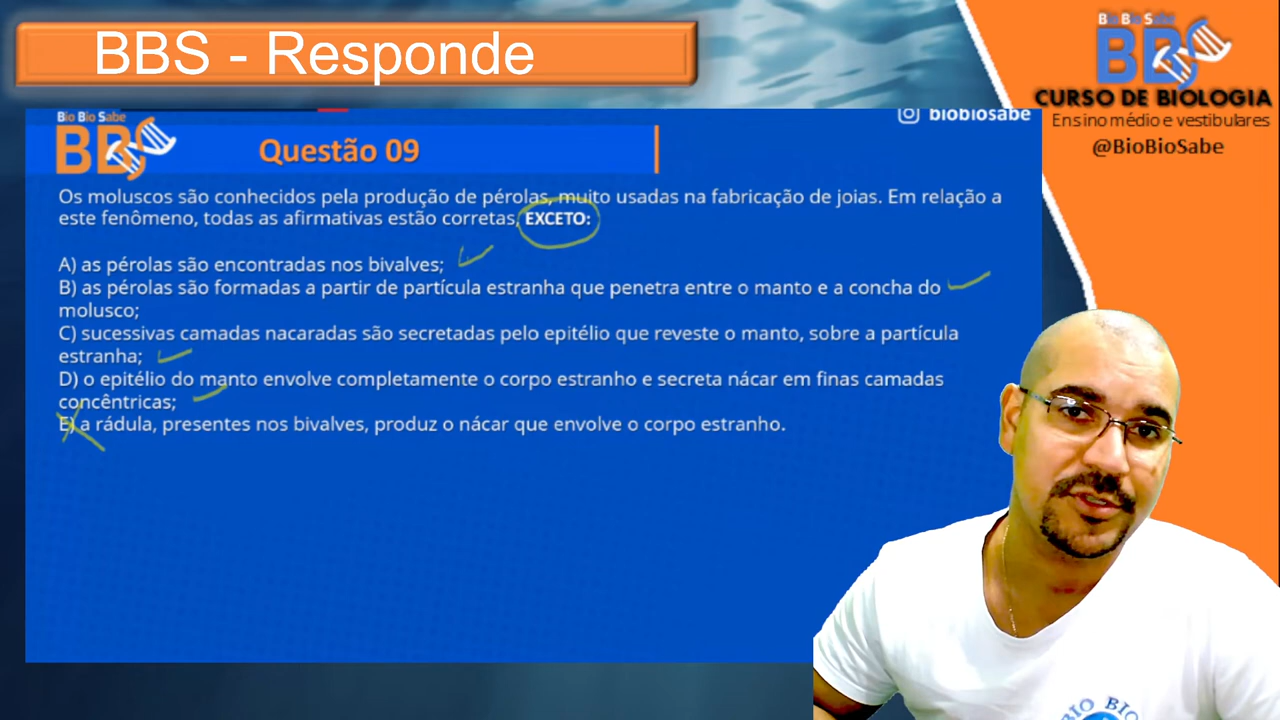 BBS - Responde
Bio Bio Sabe
BBS
CURSO DE BIOLOGIA
Ensino médio e vestibulares
@BioBioSabe
Bio Bio Sabe
BBS
Questão 09
biobiosabe
Os moluscos são conhecidos pela produção de pérolas, muito usadas na fabricação de joias. Em relação a
este fenômeno, todas as afirmativas estão corretas, EXCETO:
A) as pérolas são encontradas nos bivalves;
B) as pérolas são formadas a partir de partícula estranha que penetra entre o manto e a concha do
molusco;
C) sucessivas camadas nacaradas são secretadas pelo epitélio que reveste o manto, sobre a partícula
estranha;
D) o epitélio do manto envolve completamente o corpo estranho e secreta nácar em finas camadas
concêntricas;
E) a rádula, presentes nos bivalves, produz o nácar que envolve o corpo estranho.
BIO BIO